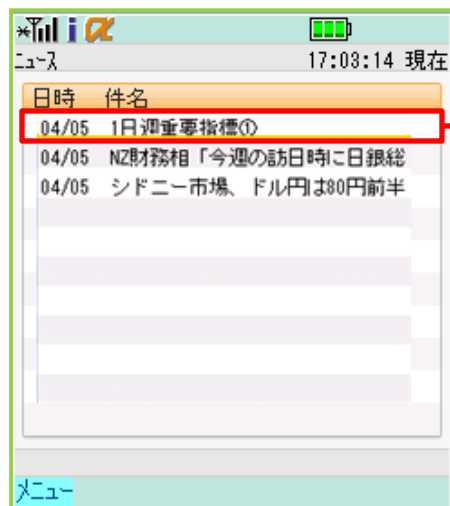 i α
ニュース 17:03:14 現在
日時 件名
04/05 1日迎重要指標①
04/05 NZ財務相「今週の訪日時に日銀総
04/05 シドニー市場、ドル円は80円前半
メニュー